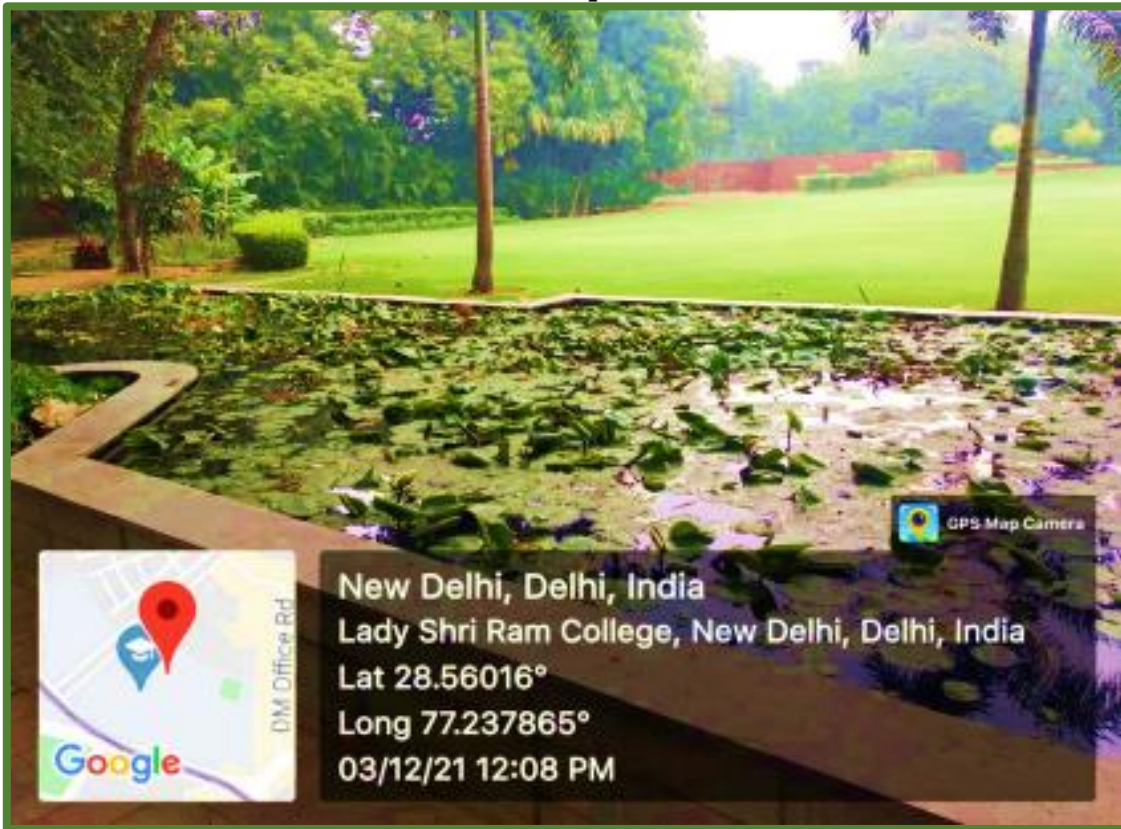 GPS Map Camera
New Delhi, Delhi, India
Lady Shri Ram College, New Delhi, Delhi, India
Lat 28.56016°
Long 77.237865°
03/12/21 12:08 PM
DM Office Rd
Google